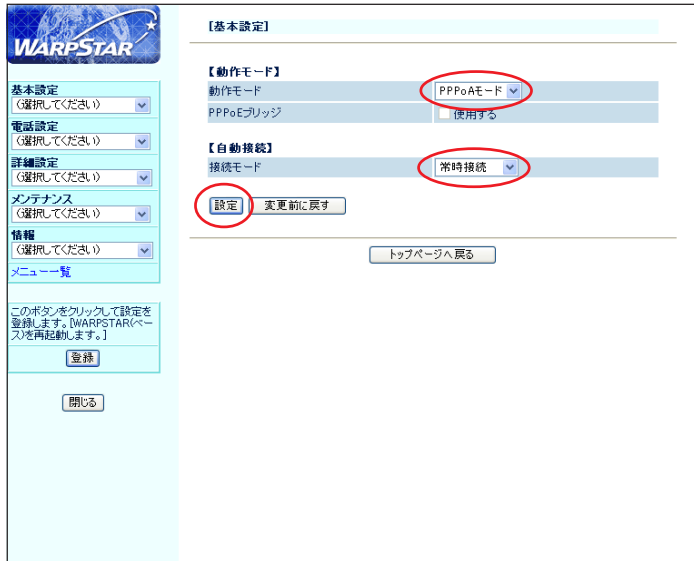 WARPSTAR
基本設定
(選択してください)
電話設定
(選択してください)
詳細設定
(選択してください)
メンテナンス
(選択してください)
情報
(選択してください)
メニュー一覧
このボタンをクリックして設定を
登録します。[WARPSTAR(ベー
ス)を再起動します。]
登録
閉じる
[基本設定]
【動作モード】
動作モード PPPoAモード
PPPoEブリッジ 使用する
【自動接続】
接続モード 常時接続
設定 変更前に戻す
トップページへ戻る